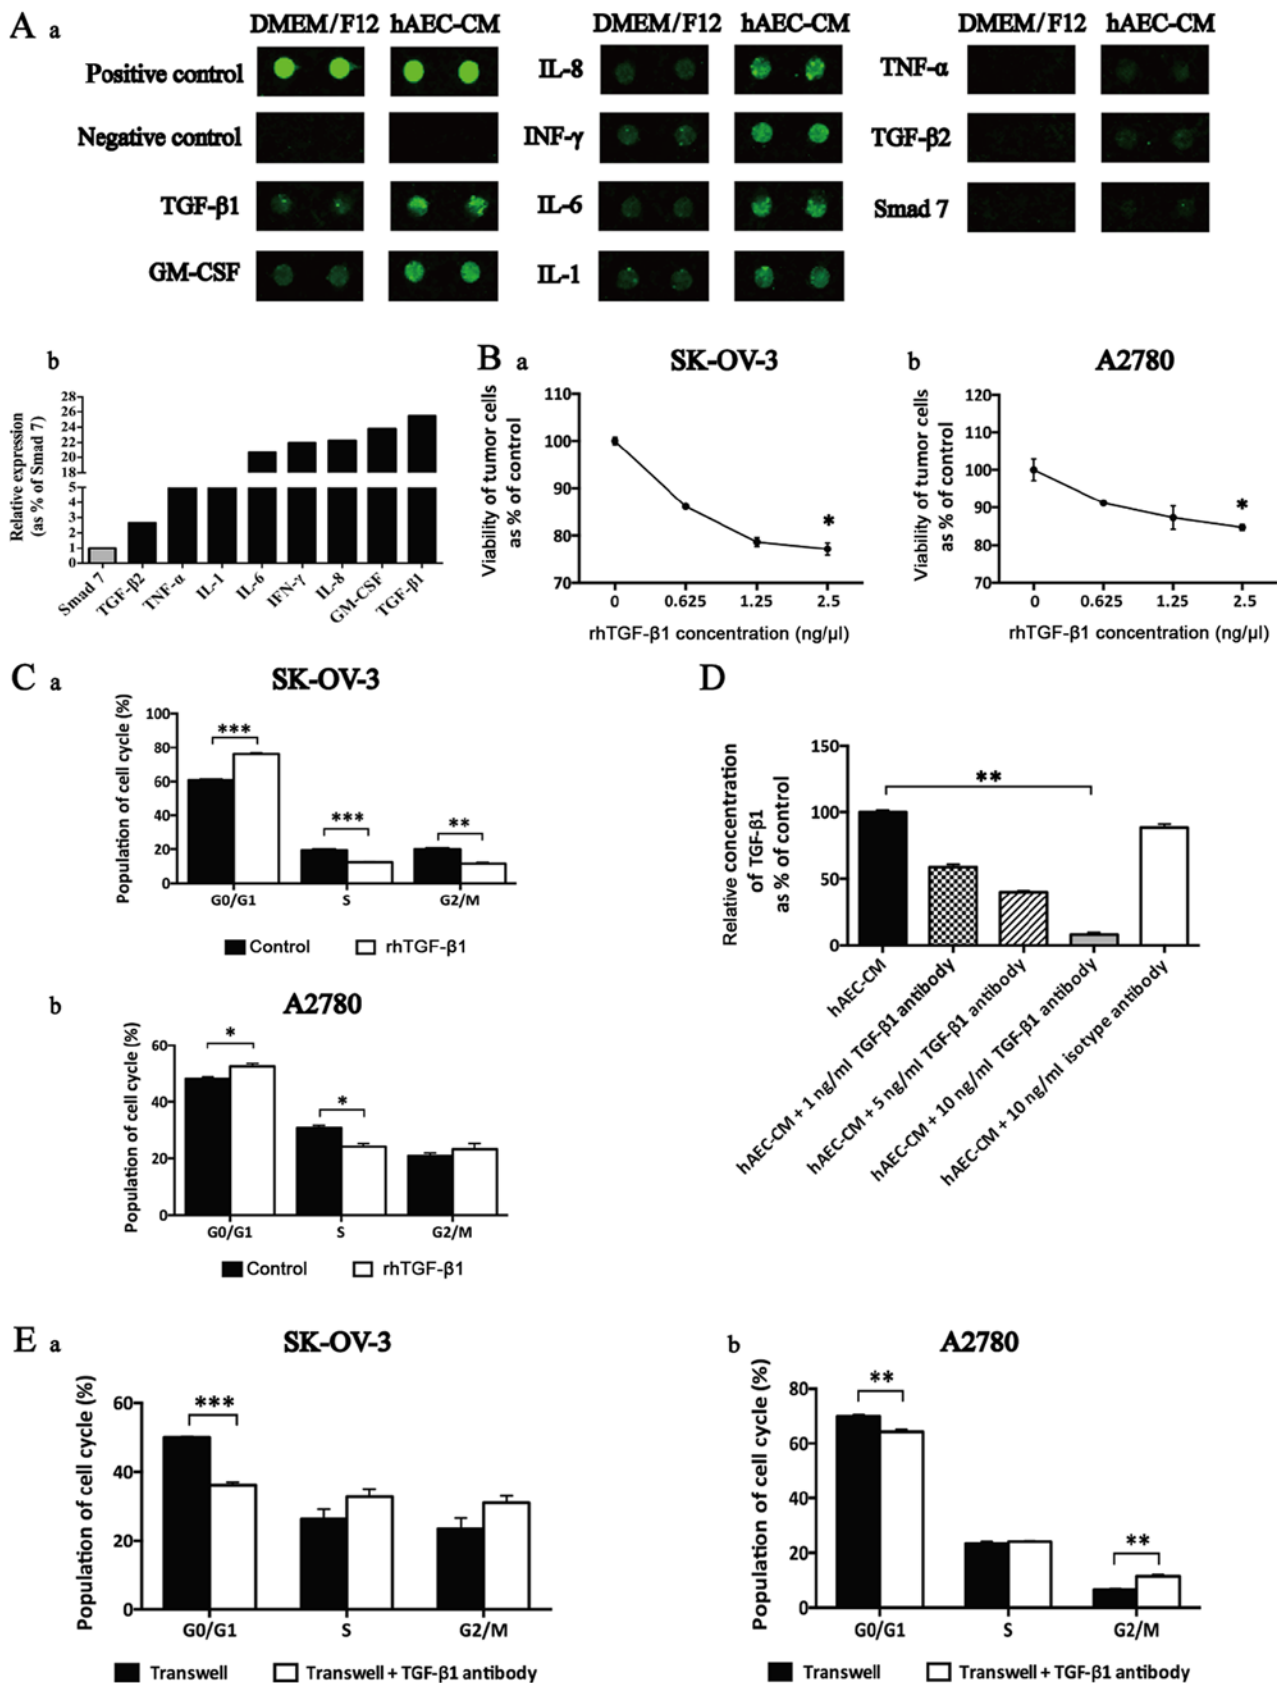 A a
DMEM/F12 hAEC-CM
DMEM/F12 hAEC-CM
DMEM/F12 hAEC-CM
Positive control
Negative control
TGF-β1
GM-CSF
IL-8
INF-γ
IL-6
IL-1
TNF-α
TGF-β2
Smad 7
b
Relative expression
(as % of Smad 7)
28
26
24
22
20
18
5
4
3
2
1
0
Smad 7
TGF-β2
TNF-α
IL-1
IL-6
IFN-γ
IL-8
GM-CSF
TGF-β1
B a
SK-OV-3
Viability of tumor cells
as % of control
100
90
80
70
*
0 0.625 1.25 2.5
rhTGF-β1 concentration (ng/µl)
b
A2780
Viability of tumor cells
as % of control
120
110
100
90
80
70
*
0 0.625 1.25 2.5
rhTGF-β1 concentration (ng/µl)
C a
SK-OV-3
Population of cell cycle (%)
100
80
60
40
20
0
***
***
**
G0/G1 S G2/M
Control rhTGF-β1
b
A2780
Population of cell cycle (%)
60
40
20
0
*
*
G0/G1 S G2/M
Control rhTGF-β1
D
Relative concentration
of TGF-β1
as % of control
150
100
50
0
**
hAEC-CM
hAEC-CM + 1 ng/ml TGF-β1 antibody
hAEC-CM + 5 ng/ml TGF-β1 antibody
hAEC-CM + 10 ng/ml TGF-β1 antibody
hAEC-CM + 10 ng/ml isotype antibody
E a
SK-OV-3
Population of cell cycle (%)
60
40
20
0
***
G0/G1 S G2/M
Transwell Transwell + TGF-β1 antibody
b
A2780
Population of cell cycle (%)
80
60
40
20
0
**
**
G0/G1 S G2/M
Transwell Transwell + TGF-β1 antibody